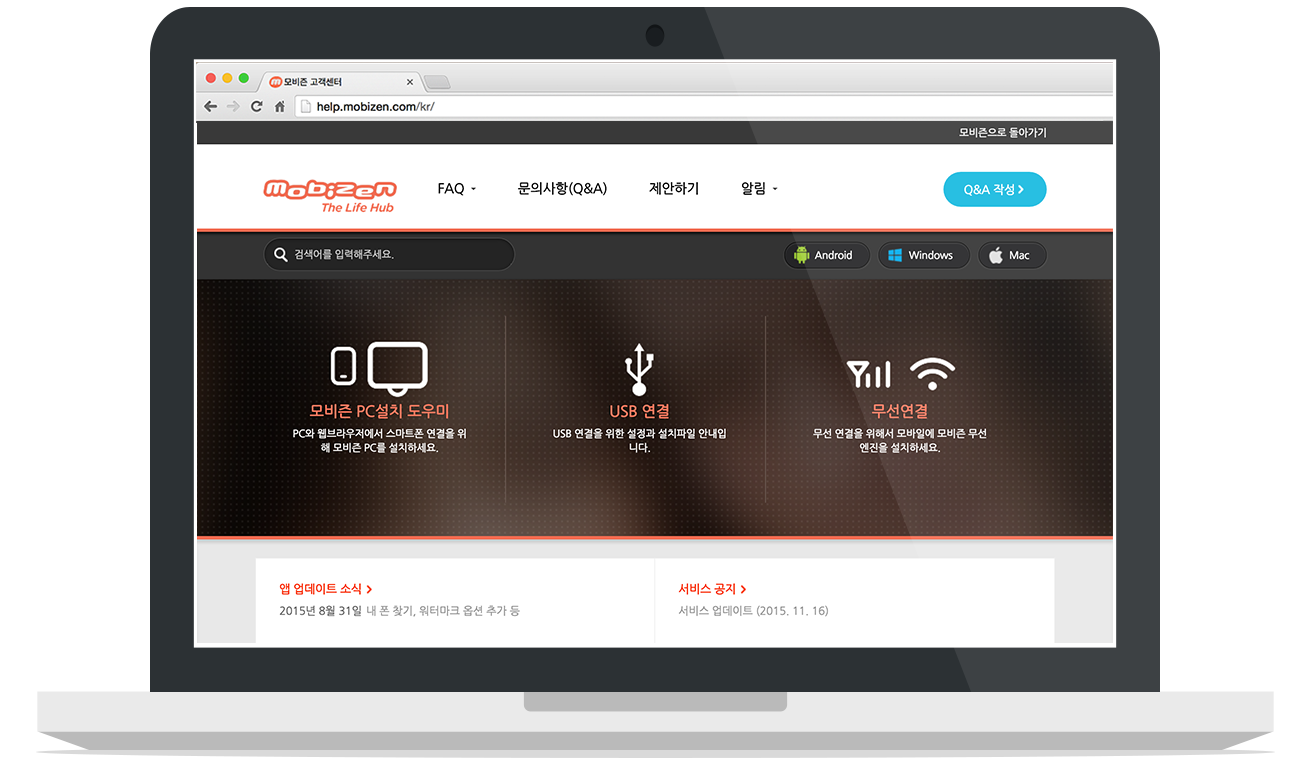 모비즌 고객센터
help.mobizen.com/kr/
모비즌으로 돌아가기
mobizen
The Life Hub
FAQ
문의사항(Q&A)
제안하기
알림
Q&A 작성
검색어를 입력해주세요.
Android
Windows
Mac
모비즌 PC설치 도우미
PC와 웹브라우저에서 스마트폰 연결을 위
해 모비즌 PC를 설치하세요.
USB 연결
USB 연결을 위한 설정과 설치파일 안내입
니다.
무선연결
무선 연결을 위해서 모바일에 모비즌 무선
엔진을 설치하세요.
앱 업데이트 소식
2015년 8월 31일 내 폰 찾기, 워터마크 옵션 추가 등
서비스 공지
서비스 업데이트 (2015. 11. 16)